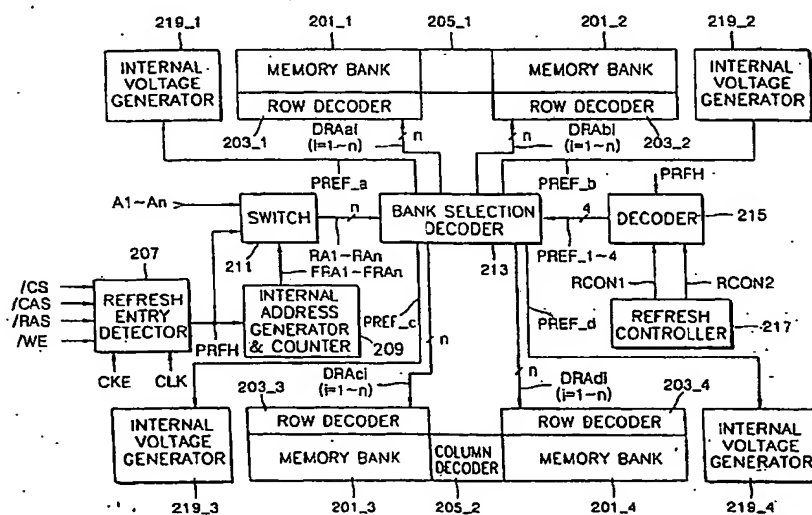 219_1 201_1 205_1 201_2 219_2
INTERNAL
VOLTAGE
GENERATOR
MEMORY BANK
ROW DECODER
MEMORY BANK
ROW DECODER
INTERNAL
VOLTAGE
GENERATOR
203_1
DRAai
(i=1~n)
n
n
DRAbi
(i=1~n)
203_2
PREF_a
PREF_b
PRFH
A1~An
SWITCH
n
BANK SELECTION
DECODER
4
DECODER
215
211
RA1~RAn
FRA1~FRAn
213
PREF_1~4
RCON1
RCON2
207
/CS
/CAS
/RAS
/WE
REFRESH
ENTRY
DETECTOR
INTERNAL
ADDRESS
GENERATOR
& COUNTER
209
PRFH
CKE
CLK
PREF_c
n
PREF_d
n
REFRESH
CONTROLLER
217
203_3
DRAci
(i=1~n)
DRAdi
(i=1~n)
203_4
INTERNAL
VOLTAGE
GENERATOR
ROW DECODER
MEMORY BANK
COLUMN
DECODER
ROW DECODER
MEMORY BANK
INTERNAL
VOLTAGE
GENERATOR
219_3 201_3 205_2 201_4 219_4